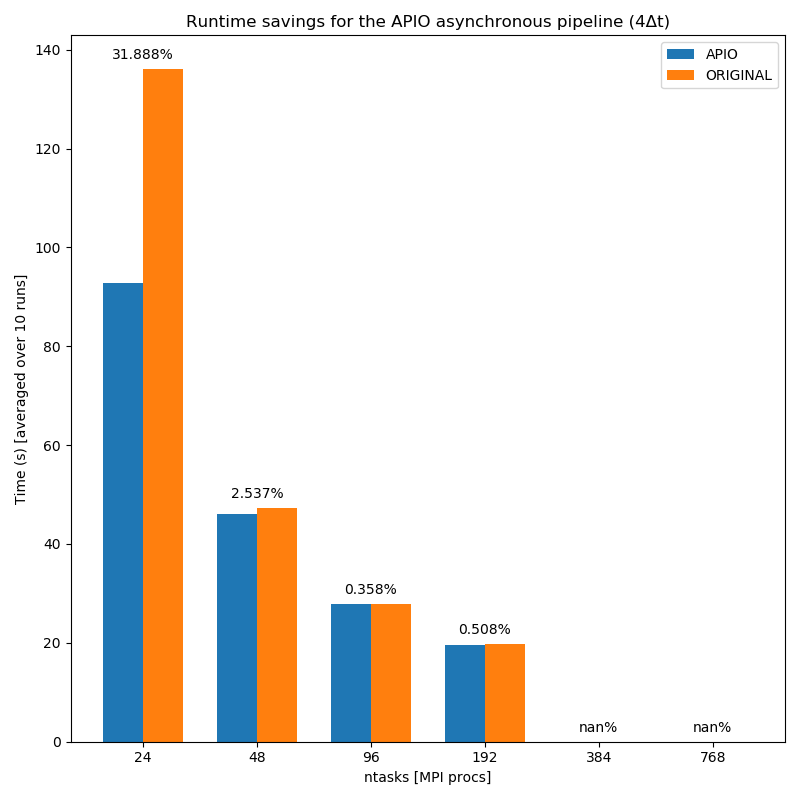 Runtime savings for the APIO asynchronous pipeline (4Δt)
APIO
ORIGINAL
31.888%
2.537%
0.358%
0.508%
nan%
nan%
140
120
100
80
60
40
20
0
Time (s) [averaged over 10 runs]
24
48
96
192
384
768
ntasks [MPI procs]